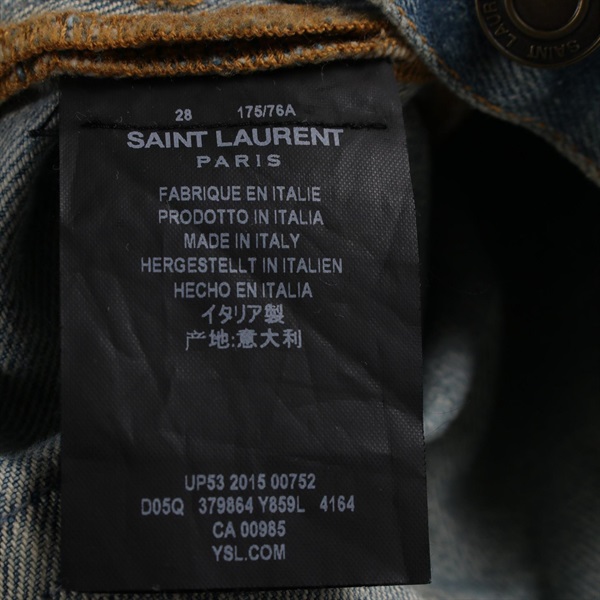 SAINT LAUR
28 175/76A
SAINT LAURENT
PARIS
FABRIQUE EN ITALIE
PRODOTTO IN ITALIA
MADE IN ITALY
HERGESTELLT IN ITALIEN
HECHO EN ITALIA
イタリア製
产地:意大利
UP53 2015 00752
D05Q 379864 Y859L 4164
CA 00985
YSL.COM